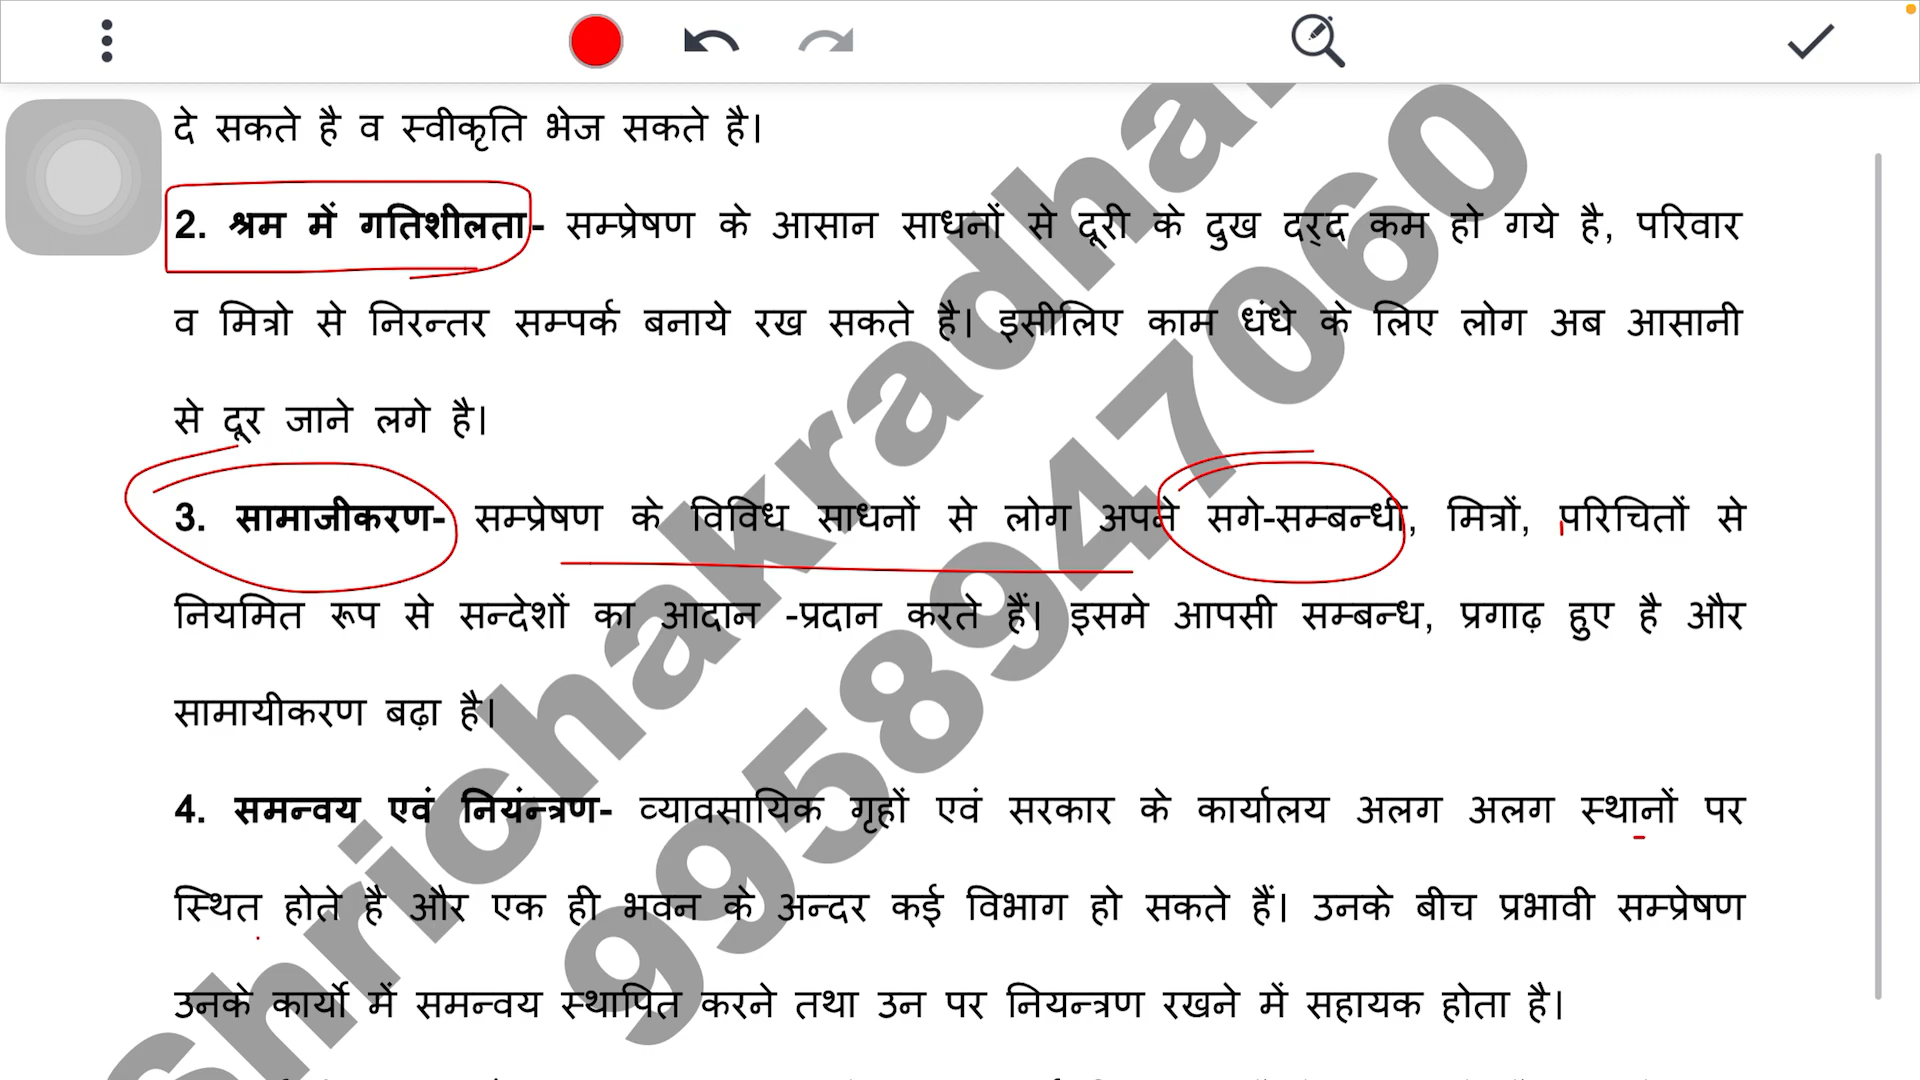 दे सकते है व स्वीकृति भेज सकते है।
2. श्रम में गतिशीलता- सम्प्रेषण के आसान साधनों से दूरी के दुख दर्द कम हो गये है, परिवार
व मित्रो से निरन्तर सम्पर्क बनाये रख सकते है। इसीलिए काम धंधे के लिए लोग अब आसानी
से दूर जाने लगे है।
3. सामाजीकरण- सम्प्रेषण के विविध साधनों से लोग अपने सगे-सम्बन्धी, मित्रों, परिचितों से
नियमित रूप से सन्देशों का आदान -प्रदान करते हैं। इसमे आपसी सम्बन्ध, प्रगाढ़ हुए है और
सामायीकरण बढ़ा है।
4. समन्वय एवं नियंन्त्रण- व्यावसायिक गृहों एवं सरकार के कार्यालय अलग अलग स्थानों पर
स्थित होते है और एक ही भवन के अन्दर कई विभाग हो सकते हैं। उनके बीच प्रभावी सम्प्रेषण
उनके कार्यो में समन्वय स्थापित करने तथा उन पर नियन्त्रण रखने में सहायक होता है।
shrichakradhar
9958947060